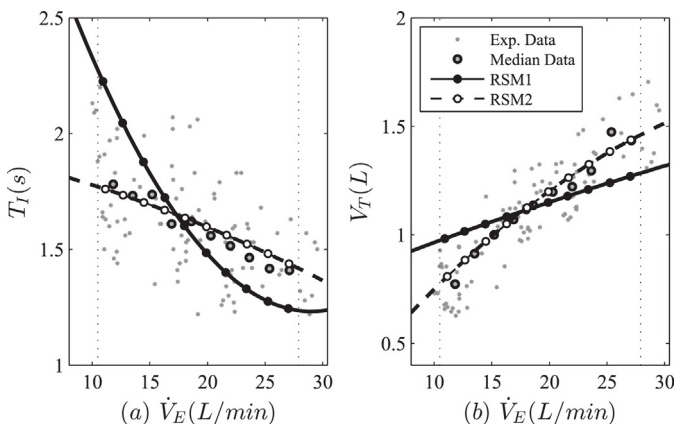 2.5
2
1.5
1
T_I(s)
10 15 20 25 30
(a) V̇_E(L/min)
2
1.5
1
0.5
V_T(L)
Exp. Data
Median Data
RSM1
RSM2
10 15 20 25 30
(b) V̇_E(L/min)